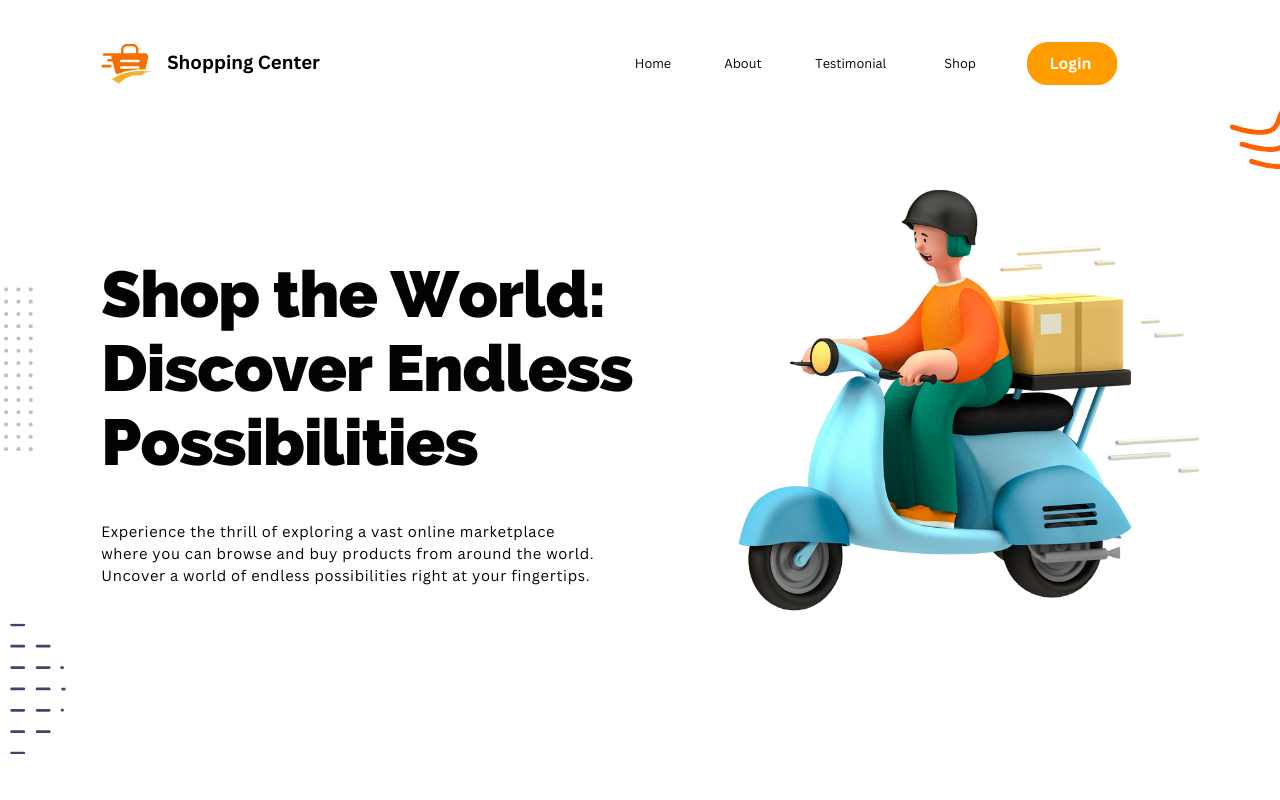 Shopping Center
Home
About
Testimonial
Shop
Login
Shop the World:
Discover Endless
Possibilities
Experience the thrill of exploring a vast online marketplace
where you can browse and buy products from around the world.
Uncover a world of endless possibilities right at your fingertips.